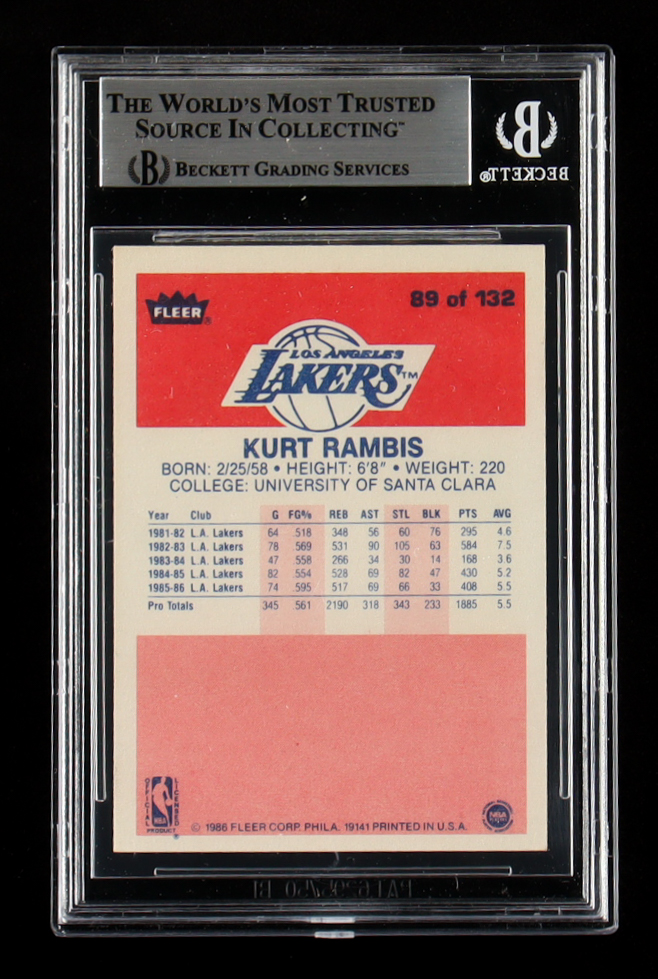 THE WORLD'S MOST TRUSTED
SOURCE IN COLLECTING™
B BECKETT GRADING SERVICES
B
BECKETT®
FLEER®
89 of 132
LOS ANGELES
LAKERS™
KURT RAMBIS
BORN: 2/25/58 • HEIGHT: 6'8" • WEIGHT: 220
COLLEGE: UNIVERSITY OF SANTA CLARA
Year Club G FG% REB AST STL BLK PTS AVG
1981-82 L.A. Lakers 64 518 348 56 60 76 295 4.6
1982-83 L.A. Lakers 78 569 531 90 105 63 584 7.5
1983-84 L.A. Lakers 47 558 266 34 30 14 168 3.6
1984-85 L.A. Lakers 82 554 528 69 82 47 430 5.2
1985-86 L.A. Lakers 74 595 517 69 66 33 408 5.5
Pro Totals 345 561 2190 318 343 233 1885 5.5
OFFICIAL LICENSED
NBA
PRODUCT®
© 1986 FLEER CORP. PHILA. 19141 PRINTED IN U.S.A.
NBA